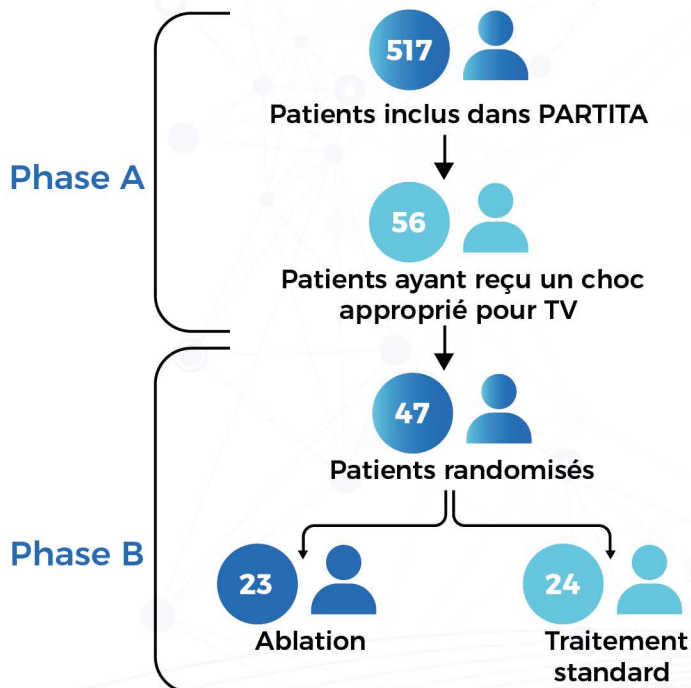 517
Patients inclus dans PARTITA
Phase A
56
Patients ayant reçu un choc
approprié pour TV
47
Patients randomisés
Phase B
23
24
Ablation
Traitement
standard